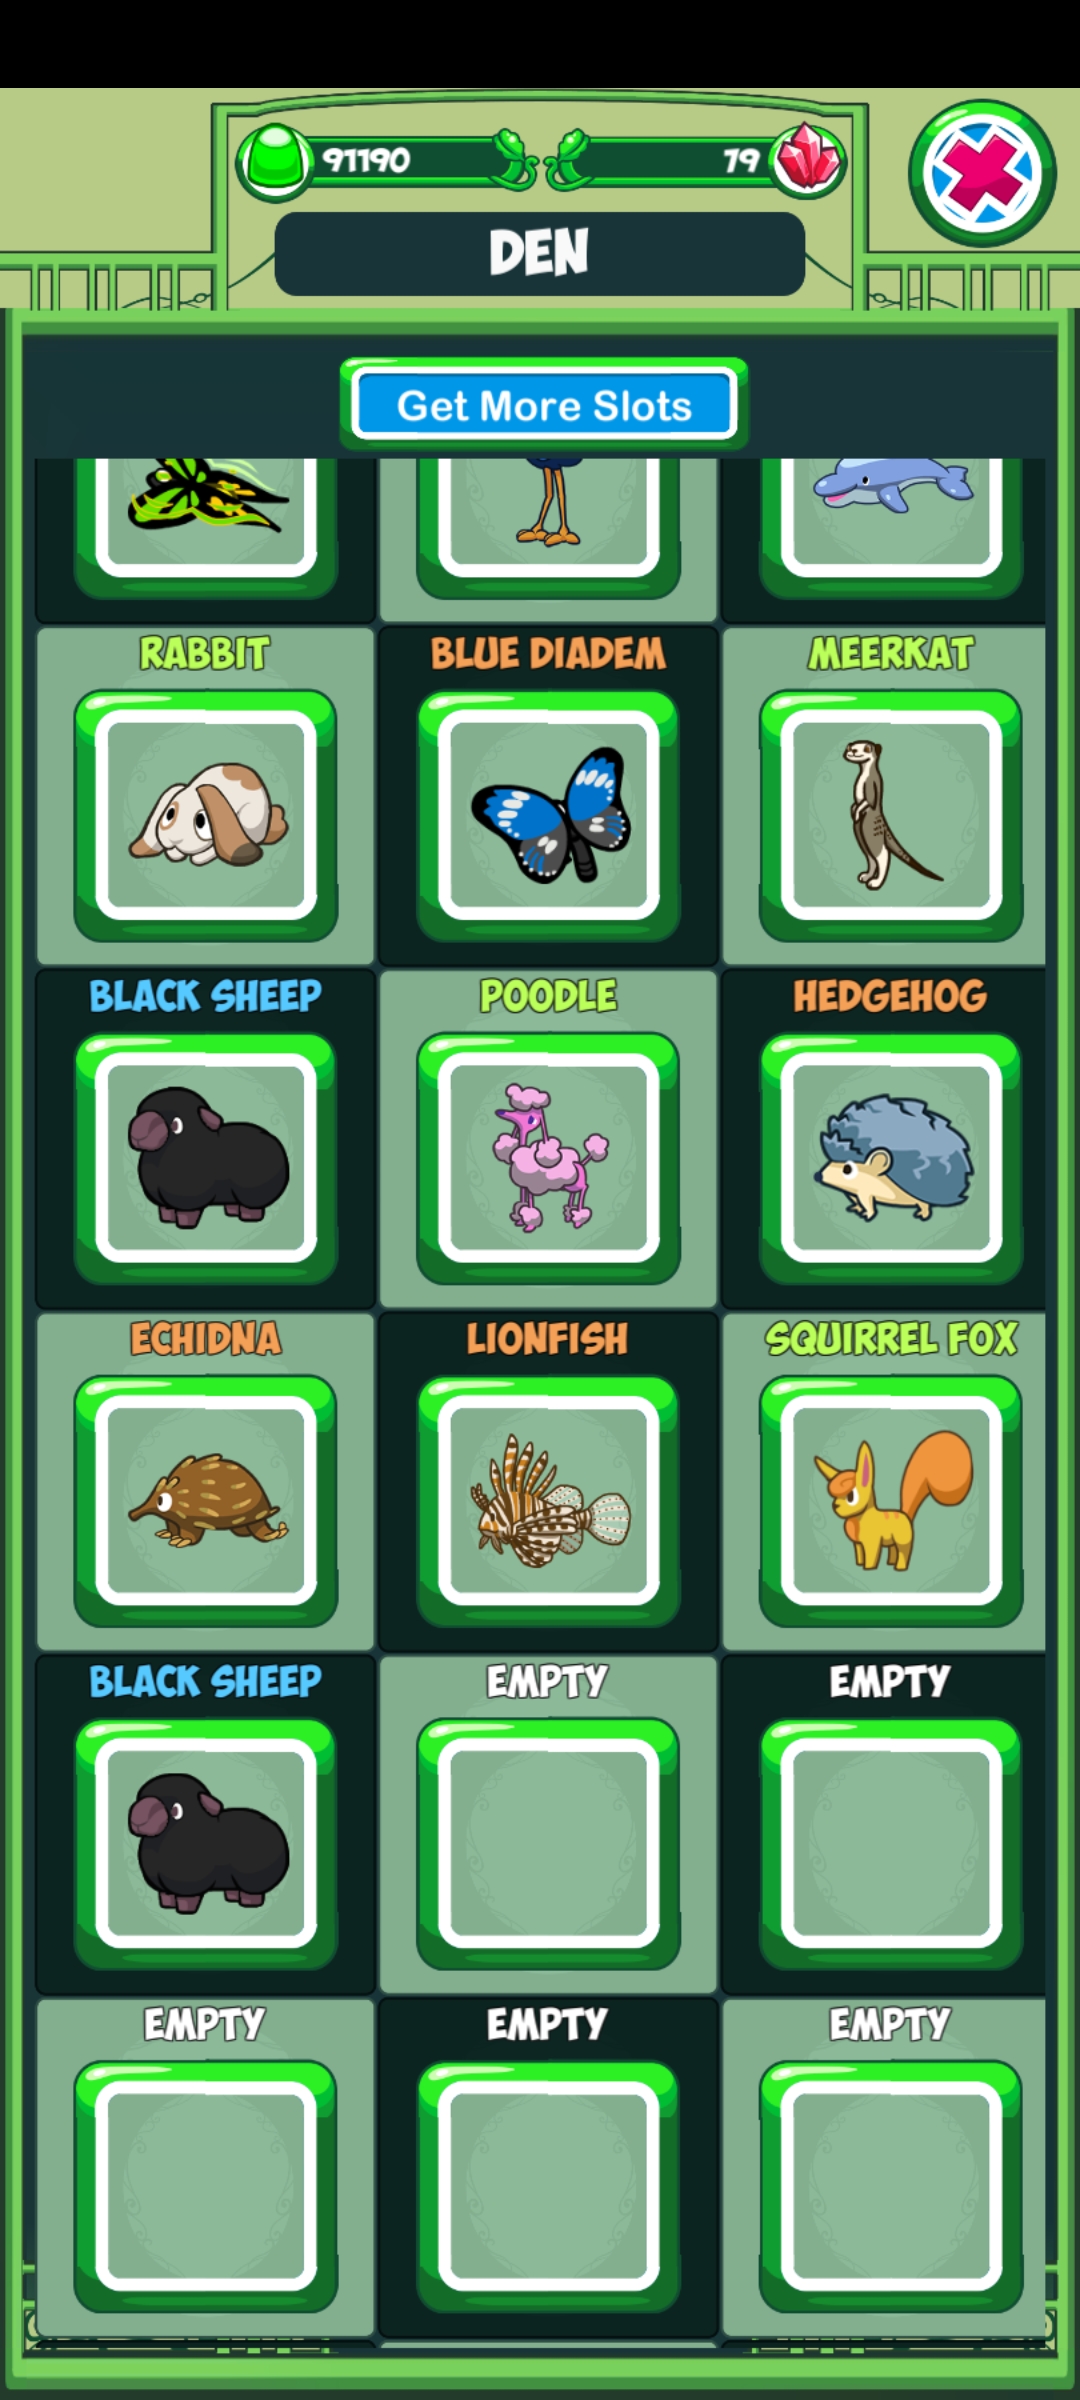 91190
79
DEN
Get More Slots
RABBIT
BLUE DIADEM
MEERKAT
BLACK SHEEP
POODLE
HEDGEHOG
ECHIDNA
LIONFISH
SQUIRREL FOX
BLACK SHEEP
EMPTY
EMPTY
EMPTY
EMPTY
EMPTY